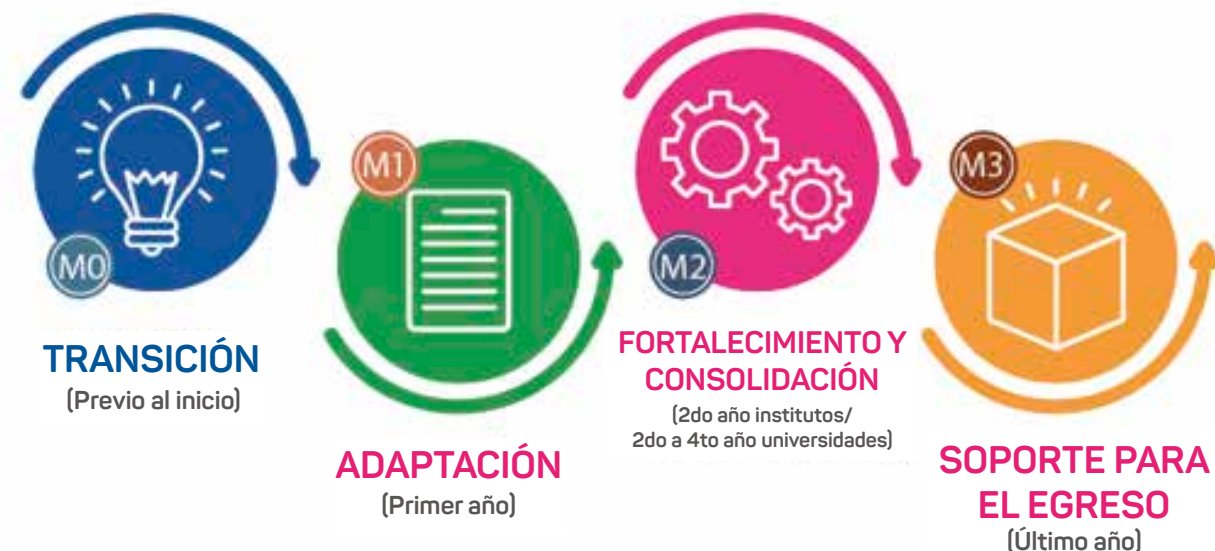 M0
TRANSICIÓN
(Previo al inicio)
M1
ADAPTACIÓN
(Primer año)
M2
FORTALECIMIENTO Y
CONSOLIDACIÓN
(2do año institutos/
2do a 4to año universidades)
M3
SOPORTE PARA
EL EGRESO
(Último año)